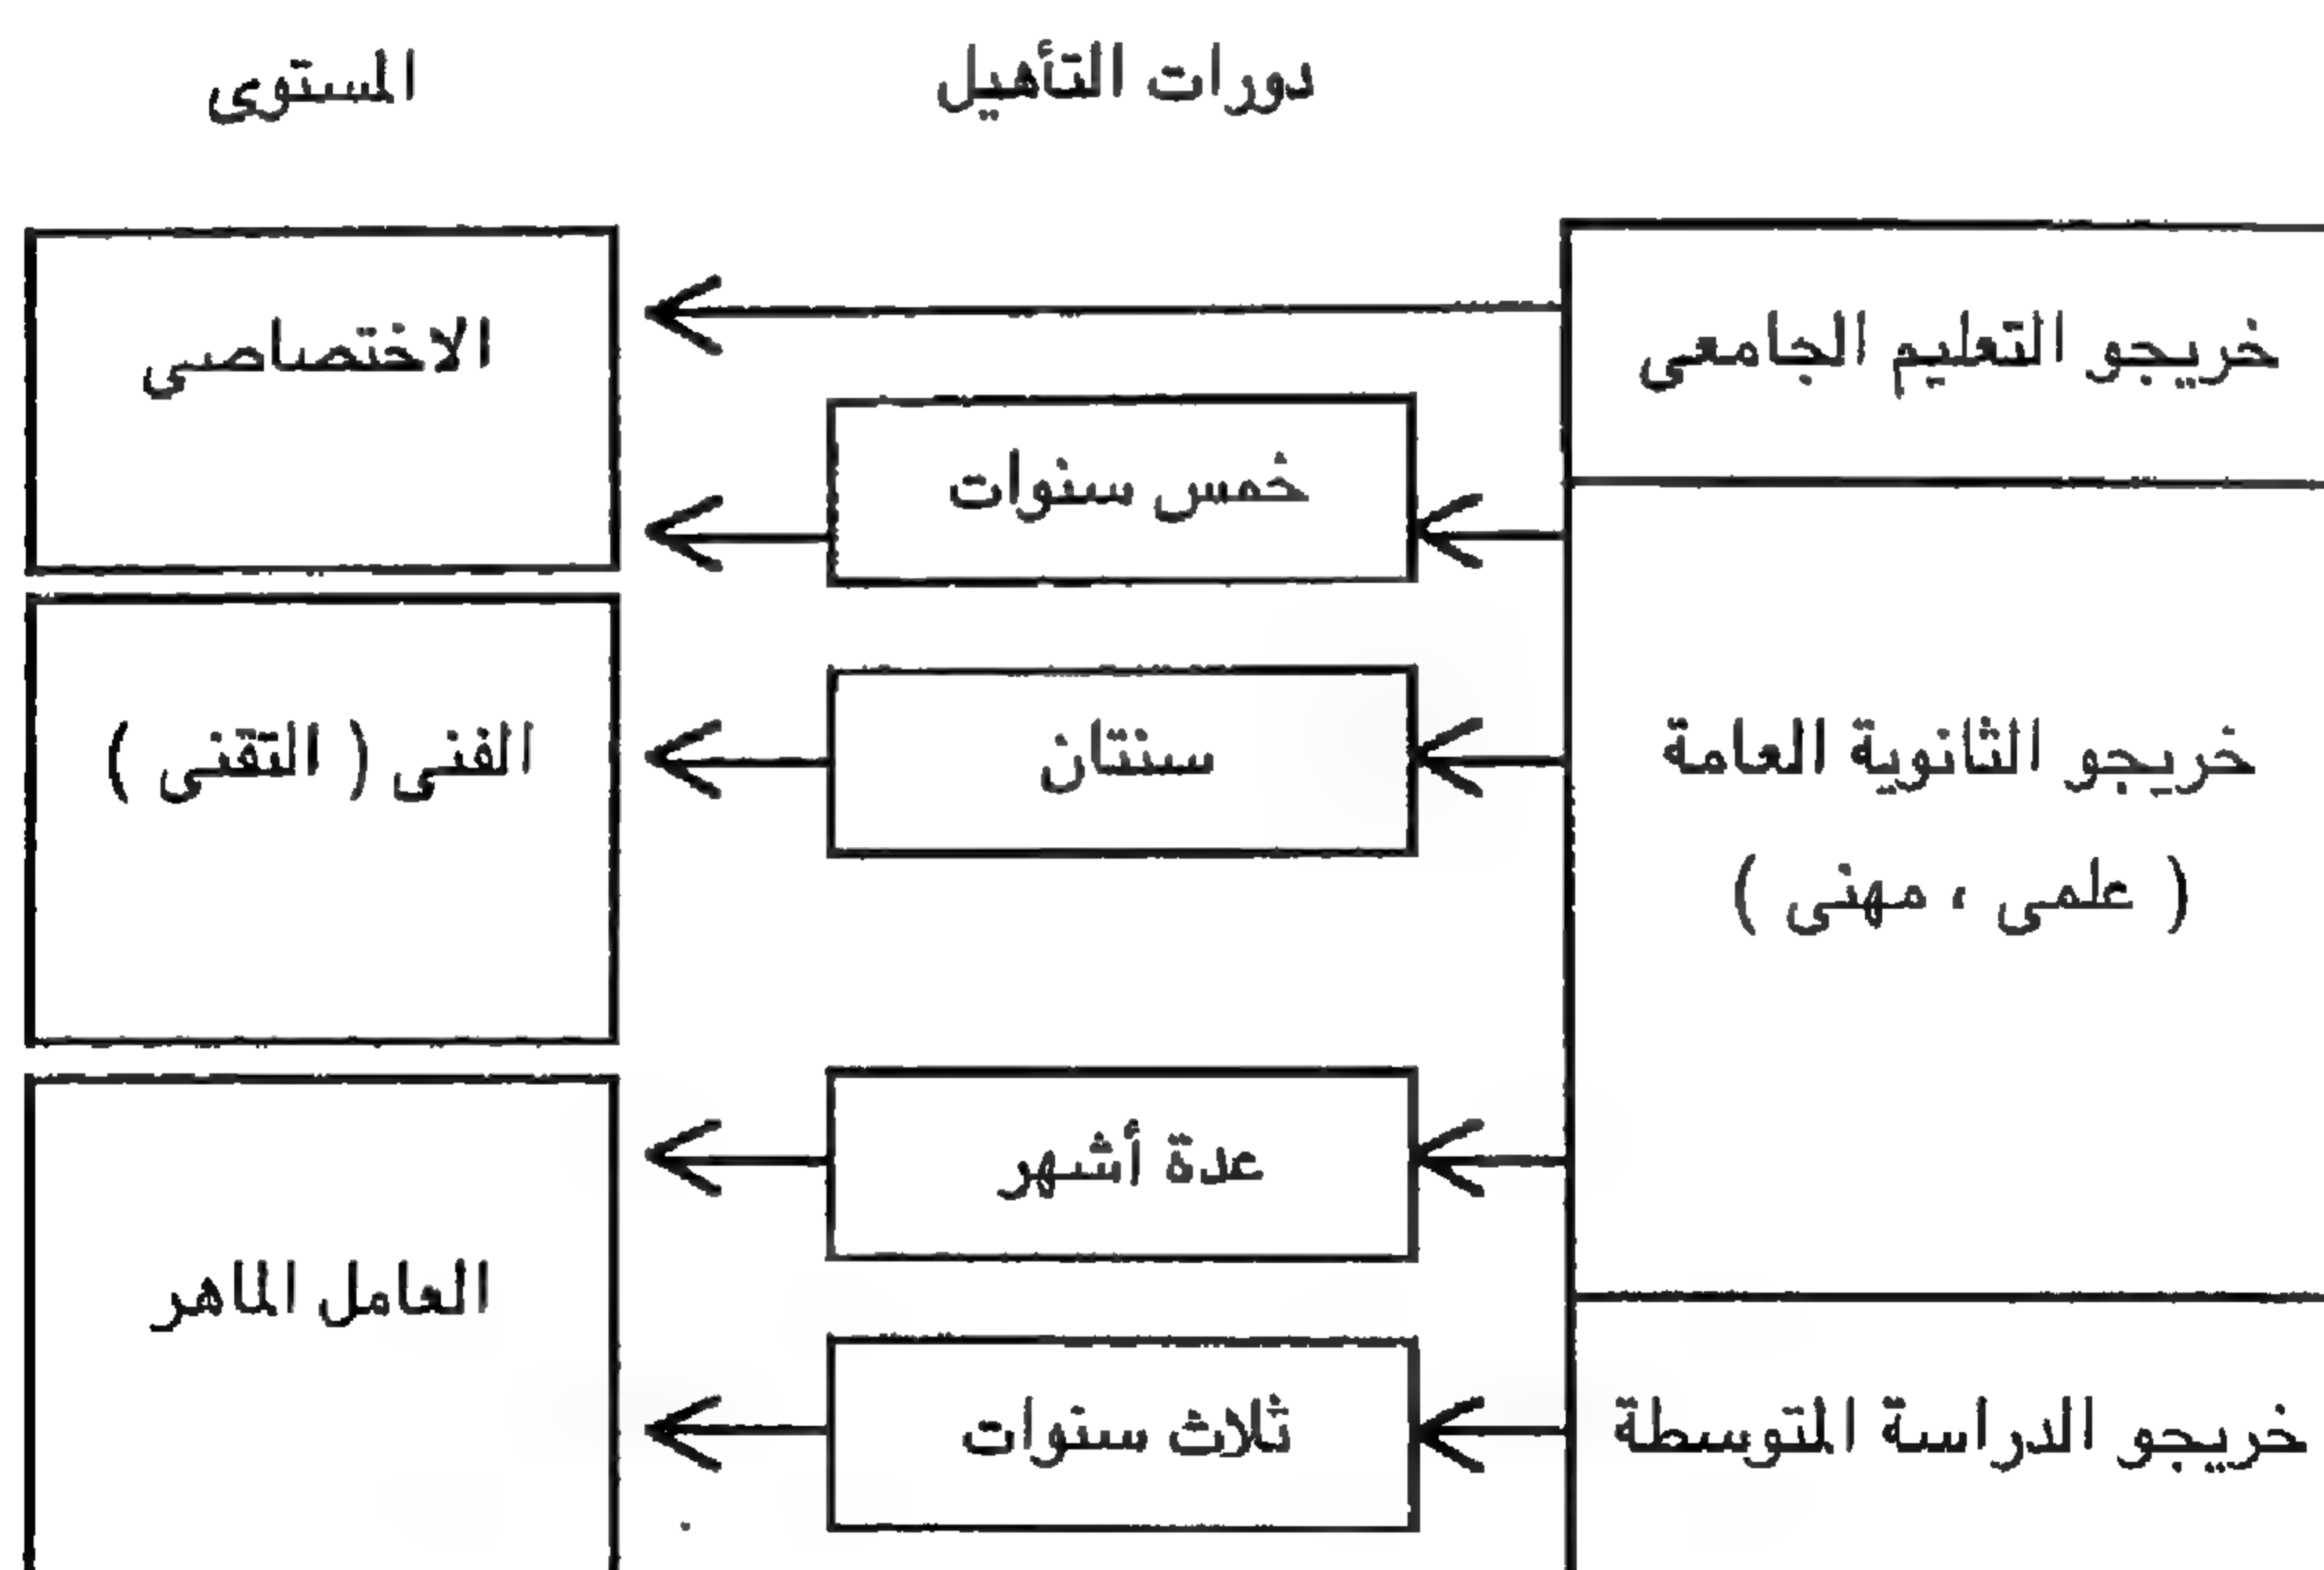 دورات التأهيل
المستوى
خريجو التعليم الجامعى
الاختصاصى
خمس سنوات
خريجو الثانوية العامة
( علمى ، مهنى )
سنتان
الفنى ( التقنى )
عدة أشهر
العامل الماهر
خريجو الدراسة المتوسطة
ثلاث سنوات